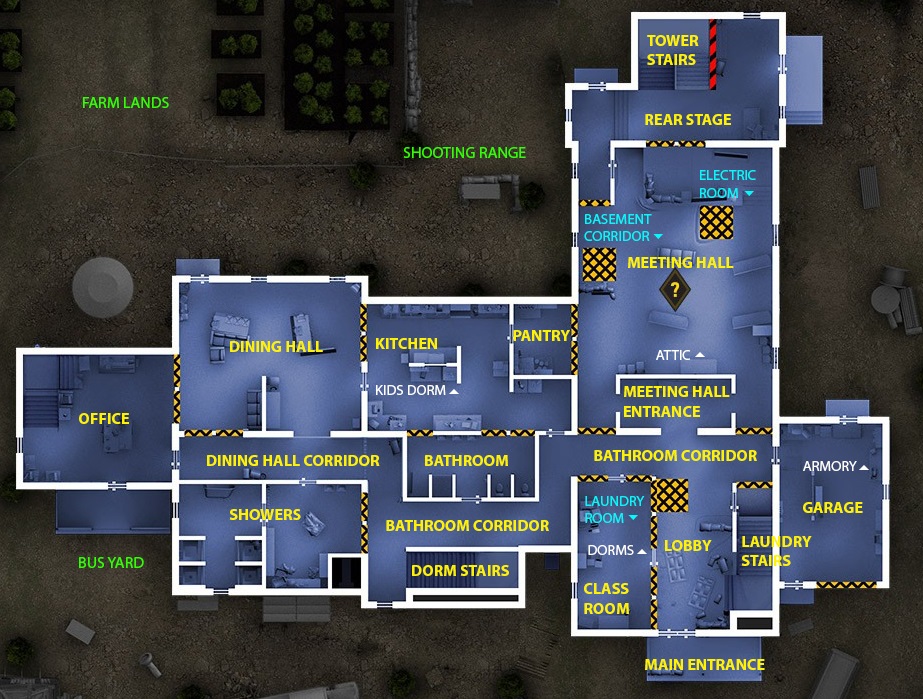 TOWER
STAIRS
FARM LANDS
REAR STAGE
SHOOTING RANGE
ELECTRIC
ROOM
BASEMENT
CORRIDOR
MEETING HALL
?
DINING HALL
KITCHEN
PANTRY
ATTIC
KIDS DORM
MEETING HALL
ENTRANCE
OFFICE
DINING HALL CORRIDOR
BATHROOM
BATHROOM CORRIDOR
ARMORY
SHOWERS
LAUNDRY
ROOM
GARAGE
BATHROOM CORRIDOR
DORMS
LOBBY
LAUNDRY
STAIRS
BUS YARD
DORM STAIRS
CLASS
ROOM
MAIN ENTRANCE